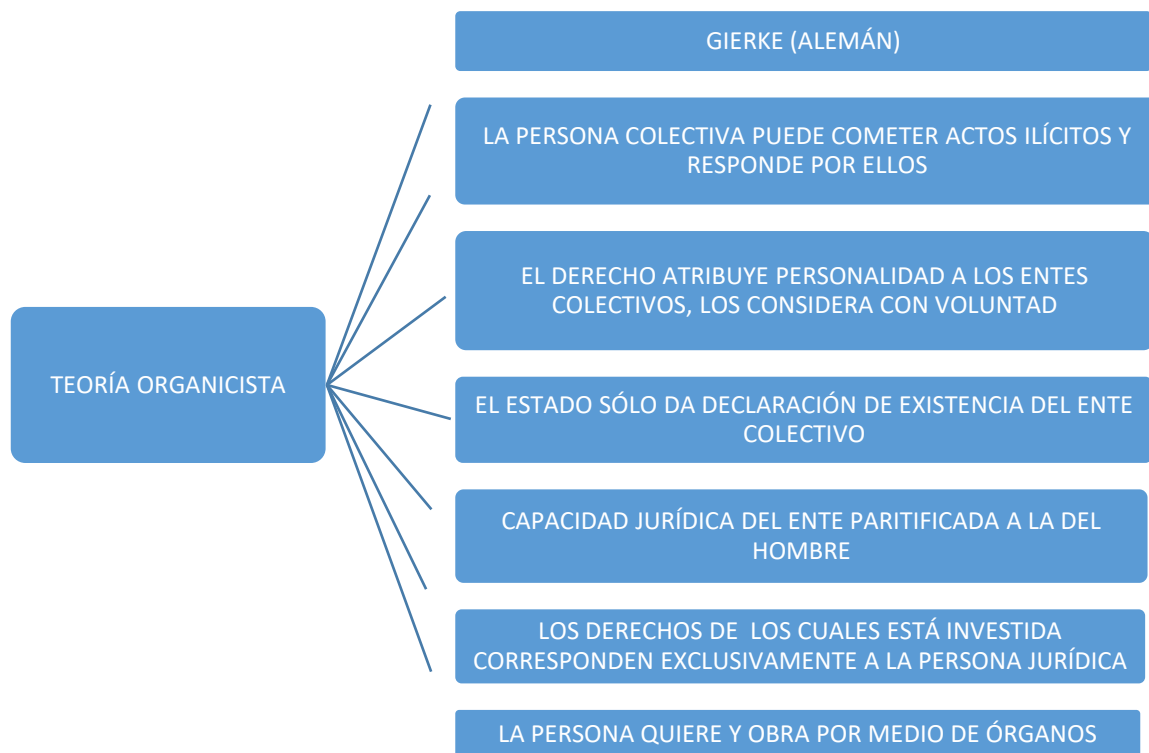 GIERKE (ALEMÁN)
LA PERSONA COLECTIVA PUEDE COMETER ACTOS ILÍCITOS Y
RESPONDE POR ELLOS
EL DERECHO ATRIBUYE PERSONALIDAD A LOS ENTES
COLECTIVOS, LOS CONSIDERA CON VOLUNTAD
TEORÍA ORGANICISTA
EL ESTADO SÓLO DA DECLARACIÓN DE EXISTENCIA DEL ENTE
COLECTIVO
CAPACIDAD JURÍDICA DEL ENTE PARITIFICADA A LA DEL
HOMBRE
LOS DERECHOS DE LOS CUALES ESTÁ INVESTIDA
CORRESPONDEN EXCLUSIVAMENTE A LA PERSONA JURÍDICA
LA PERSONA QUIERE Y OBRA POR MEDIO DE ÓRGANOS